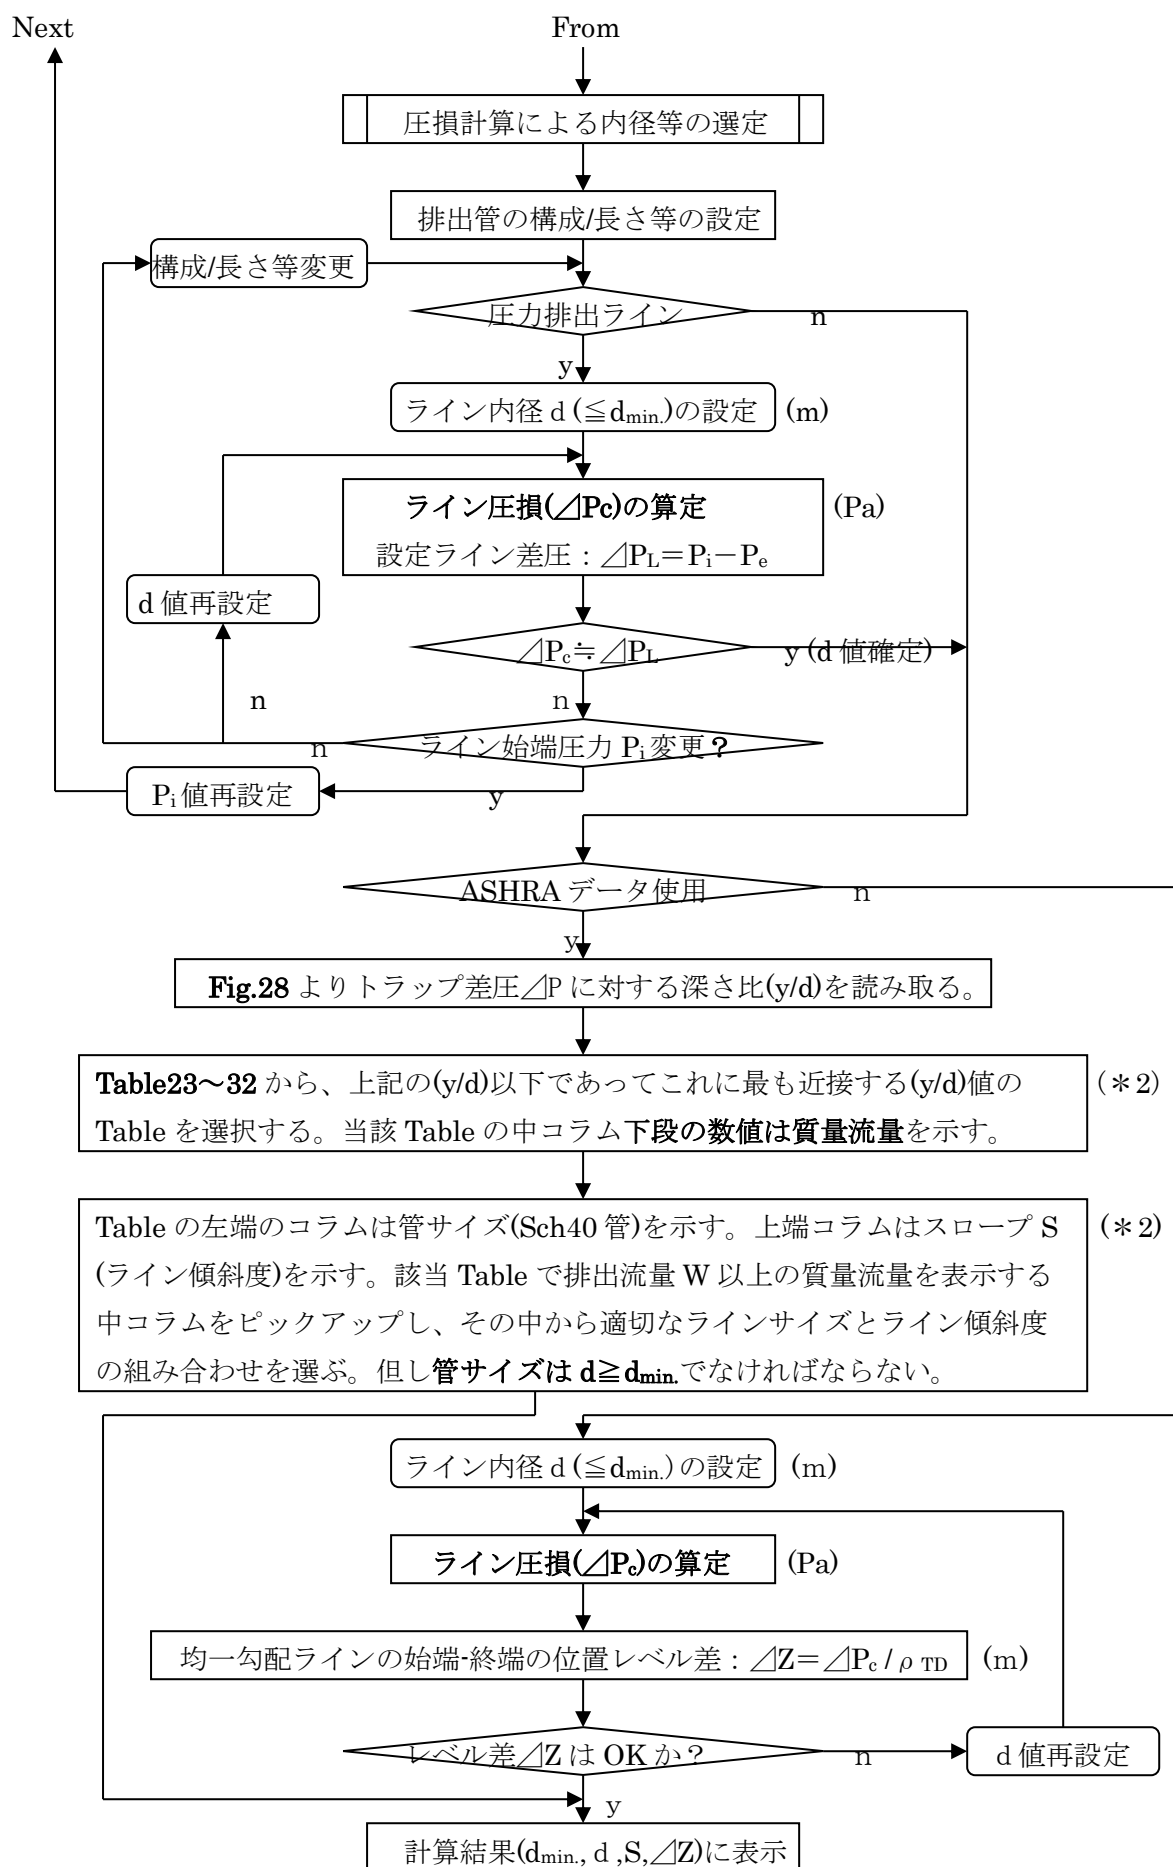 Next
From
圧損計算による内径等の選定
排出管の構成/長さ等の設定
構成/長さ等変更
圧力排出ライン
n
y
ライン内径ｄ(≦dmin.)の設定 (m)
ライン圧損(⊿Pc)の算定 (Pa)
設定ライン差圧：⊿PL＝Pi－Pe
d 値再設定
⊿Pc≒⊿PL
y (d 値確定)
n
n
ライン始端圧力 Pi 変更？
n
Pi 値再設定
y
ASHRA データ使用
n
y
Fig.28 よりトラップ差圧⊿P に対する深さ比(y/d)を読み取る。
Table23～32 から、上記の(y/d)以下であってこれに最も近接する(y/d)値の (＊2)
Table を選択する。当該 Table の中コラム下段の数値は質量流量を示す。
Table の左端のコラムは管サイズ(Sch40 管)を示す。上端コラムはスロープ S (＊2)
(ライン傾斜度)を示す。該当 Table で排出流量 W 以上の質量流量を表示する
中コラムをピックアップし、その中から適切なラインサイズとライン傾斜度
の組み合わせを選ぶ。但し管サイズは d≧dmin.でなければならない。
ライン内径ｄ(≦dmin.) の設定 (m)
ライン圧損(⊿Pc)の算定 (Pa)
均一勾配ラインの始端-終端の位置レベル差：⊿Z＝⊿Pc / ρTD (m)
レベル差⊿Z は OK か？
n
ｄ値再設定
y
計算結果(dmin.,ｄ,S,⊿Z)に表示